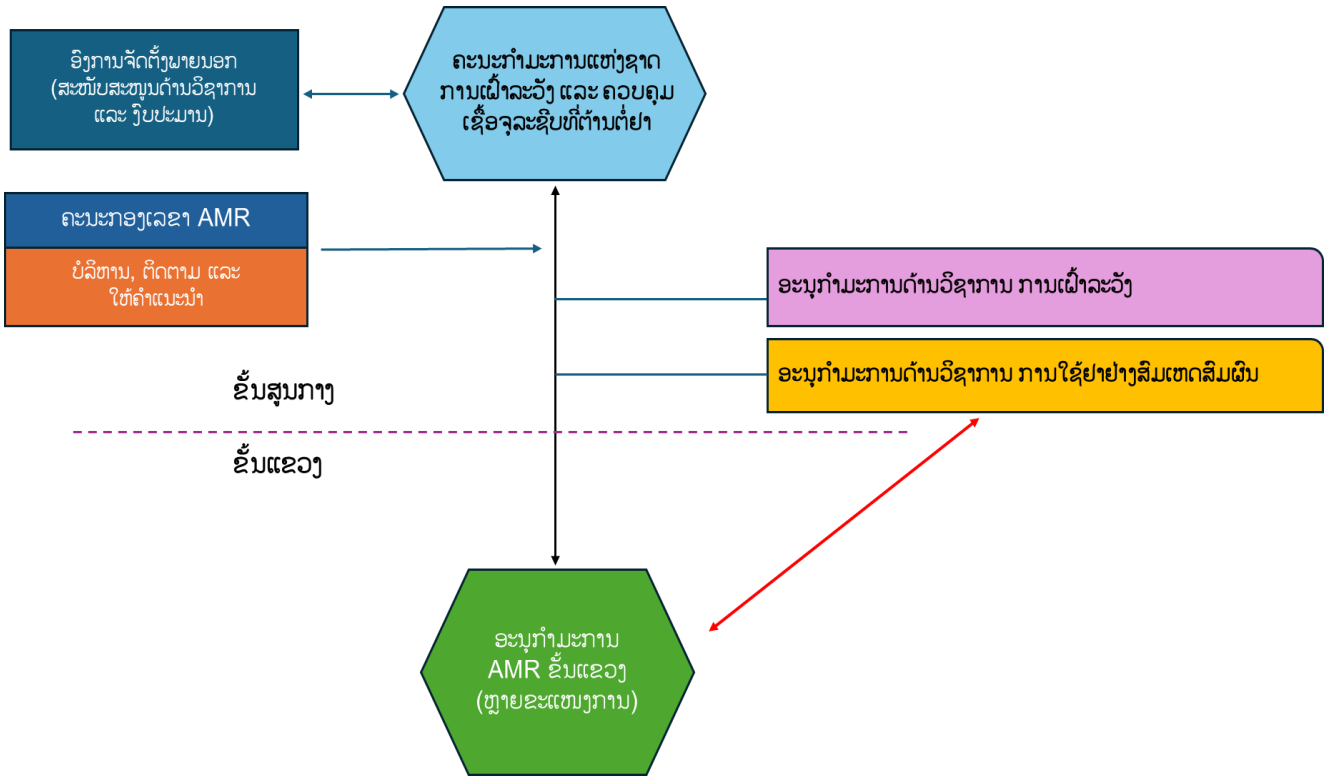 ອົງການຈັດຕັ້ງພາຍນອກ
(ສະໜັບສະໜູນດ້ານວິຊາການ
ແລະ ງົບປະມານ)
ຄະນະກຳມະການແຫ່ງຊາດ
ການເຝົ້າລະວັງ ແລະ ຄວບຄຸມ
ເຊື້ອຈຸລະຊີບທີ່ຕ້ານຕໍ່ຢາ
ຄະນະກອງເລຂາ AMR
ບໍລິຫານ, ຕິດຕາມ ແລະ
ໃຫ້ຄຳແນະນຳ
ອະນຸກຳມະການດ້ານວິຊາການ ການເຝົ້າລະວັງ
ອະນຸກຳມະການດ້ານວິຊາການ ການໃຊ້ຢາຢ່າງສົມເຫດສົມຜົນ
ຂັ້ນສູນກາງ
ຂັ້ນແຂວງ
ອະນຸກຳມະການ
AMR ຂັ້ນແຂວງ
(ຫຼາຍຂະແໜງການ)